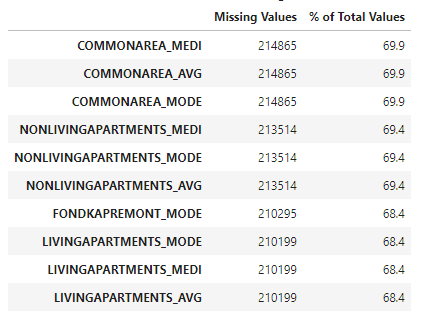 Missing Values % of Total Values
COMMONAREA_MEDI 214865 69.9
COMMONAREA_AVG 214865 69.9
COMMONAREA_MODE 214865 69.9
NONLIVINGAPARTMENTS_MEDI 213514 69.4
NONLIVINGAPARTMENTS_MODE 213514 69.4
NONLIVINGAPARTMENTS_AVG 213514 69.4
FONDKAPREMONT_MODE 210295 68.4
LIVINGAPARTMENTS_MODE 210199 68.4
LIVINGAPARTMENTS_MEDI 210199 68.4
LIVINGAPARTMENTS_AVG 210199 68.4